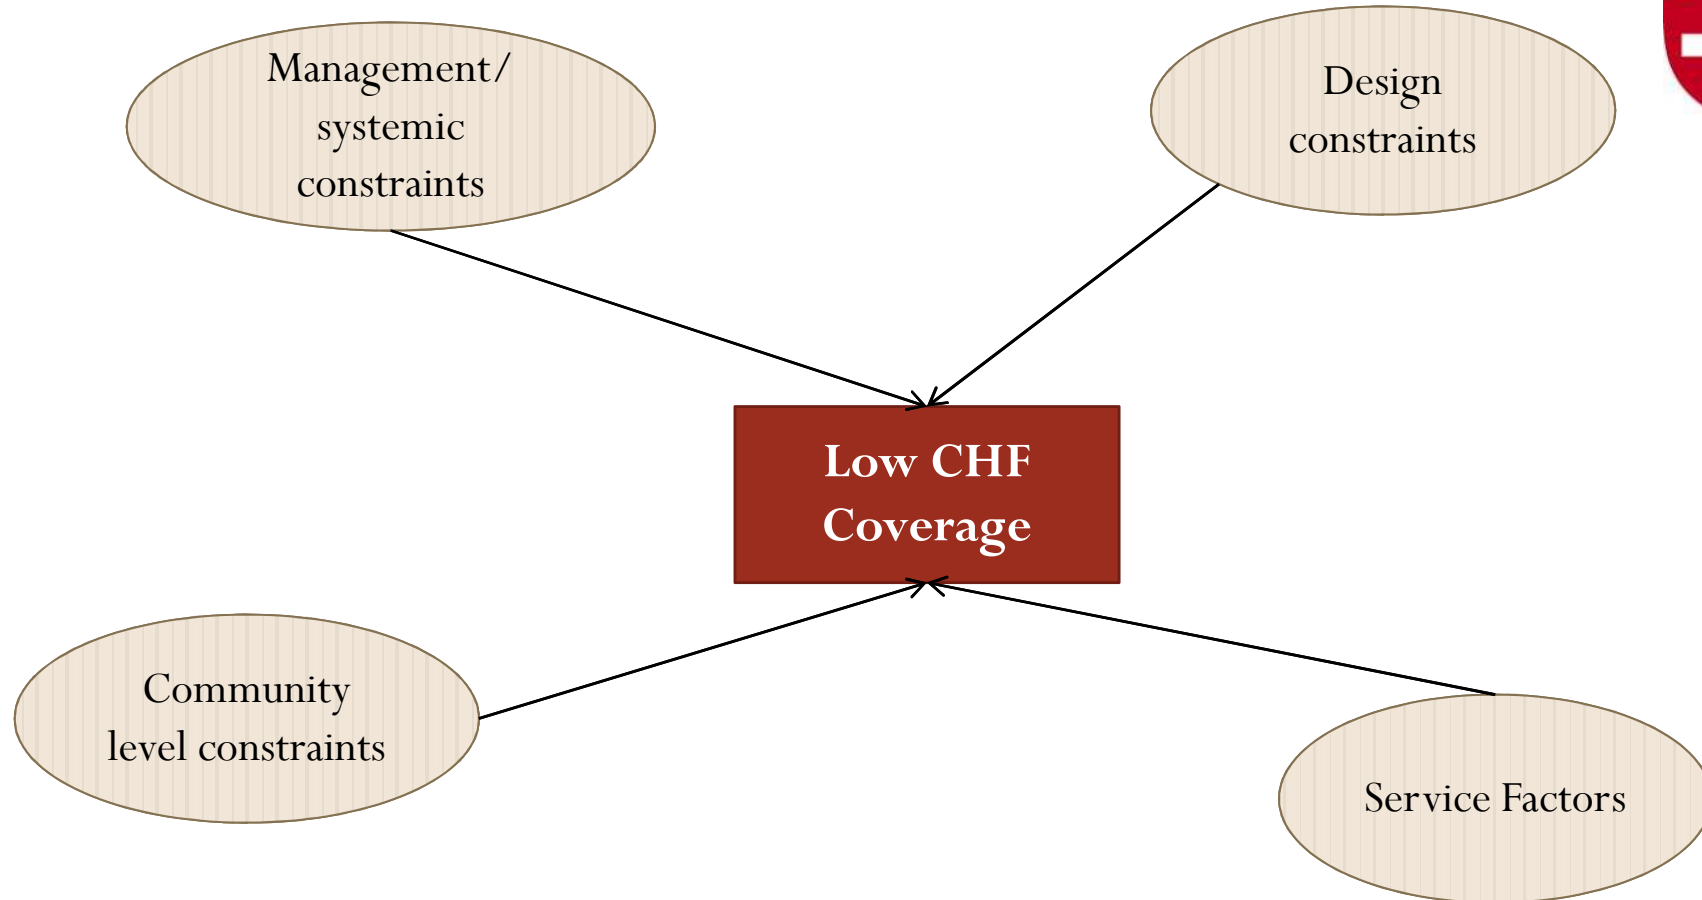 Management/
systemic
constraints
Design
constraints
Low CHF
Coverage
Community
level constraints
Service Factors